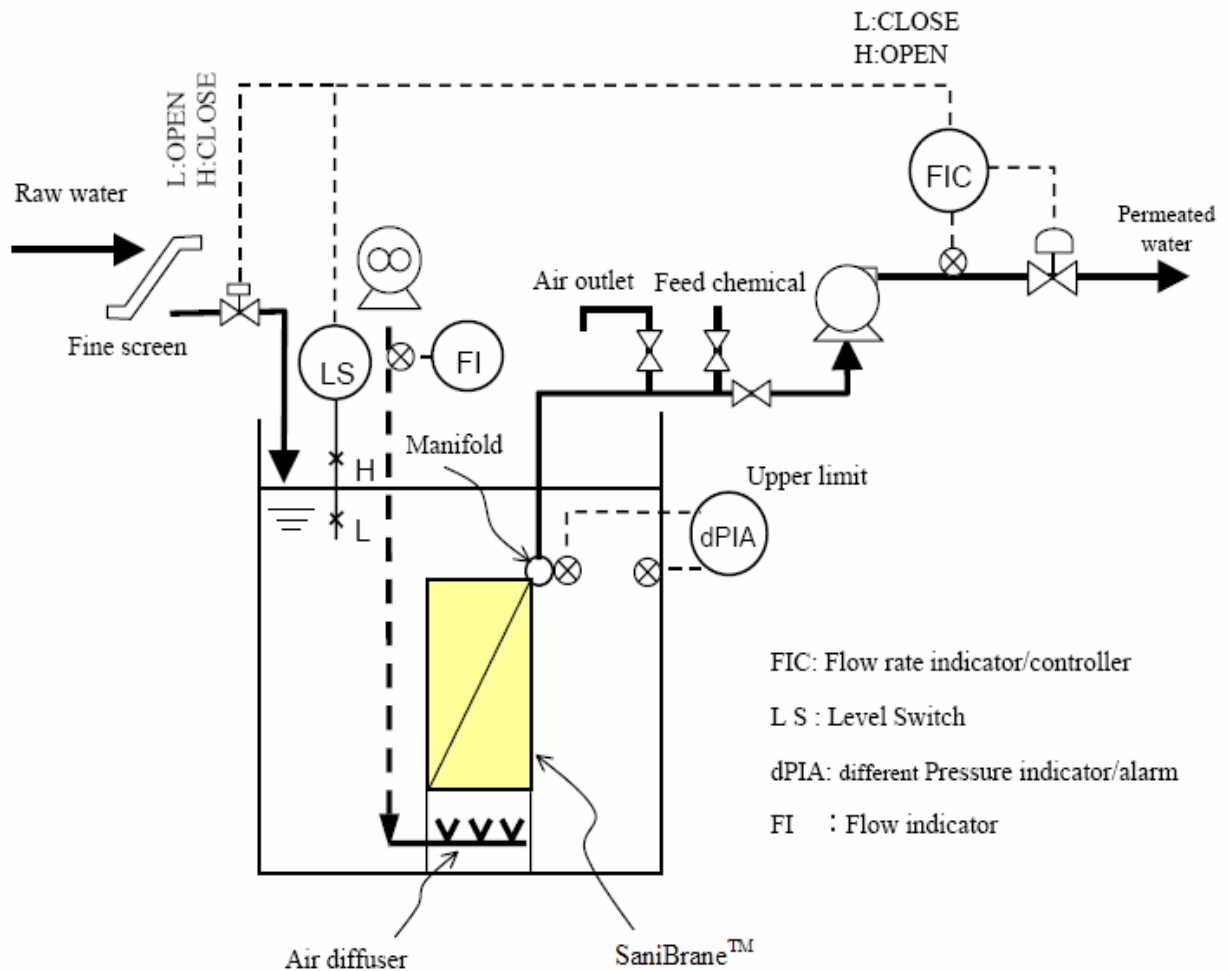 L:CLOSE
H:OPEN
L:OPEN
H:CLOSE
Raw water
FIC
Permeated
water
Air outlet
Feed chemical
Fine screen
LS
FI
Manifold
H
Upper limit
L
dPIA
FIC: Flow rate indicator/controller
L S : Level Switch
dPIA: different Pressure indicator/alarm
FI : Flow indicator
Air diffuser
SaniBrane™